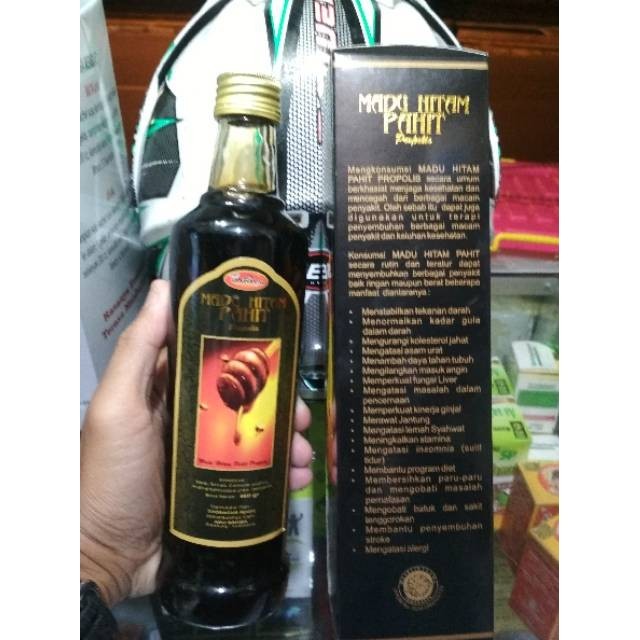 MADU HITAM
PAHIT
Propolis
460 gr
MADU HITAM
PAHIT
Propolis
Mengkonsumsi MADU HITAM
PAHIT PROPOLIS secara umum
berkhasiat menjaga kesehatan dan
mencegah dari berbagai macam
penyakit. Oleh sebab itu dapat juga
digunakan untuk terapi
penyembuhan berbagai macam
penyakit dan keluhan kesehatan.
Konsumsi MADU HITAM PAHIT
secara rutin dan teratur dapat
menyembuhkan berbagai penyakit
baik ringan maupun berat beberapa
manfaat diantaranya :
• Menstabilkan tekanan darah
• Menormalkan kadar gula
dalam darah
• Mengurangi kolesterol jahat
• Mengatasi asam urat
• Menambah daya tahan tubuh
• Menghilangkan masuk angin
• Memperkuat fungsi Liver
• Mengatasi masalah dalam
pencernaan
• Memperkuat kinerja ginjal
• Merawat Jantung
• Mengatasi lemah Syahwat
• Meningkatkan stamina
• Mengatasi insomnia (sulit
tidur)
• Membantu program diet
• Membersihkan paru-paru
dan mengobati masalah
pernafasan
• Mengobati batuk dan sakit
tenggorokan
• Membantu penyembuhan
stroke
• Mengatasi alergi